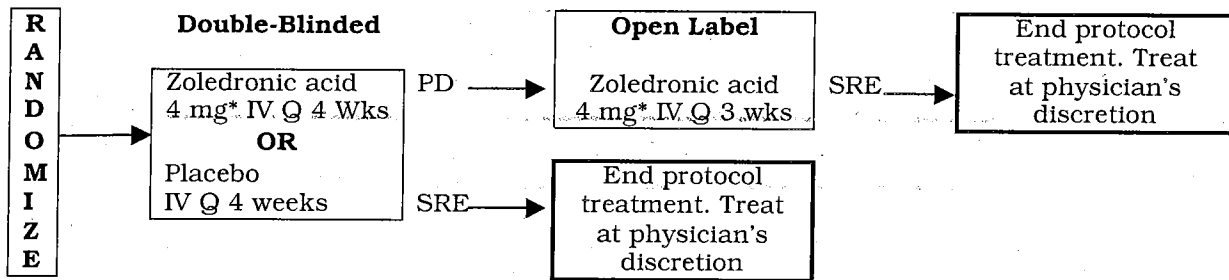 RANDOMIZE
Double-Blinded
Zoledronic acid
4 mg* IV Q 4 Wks
OR
Placebo
IV Q 4 weeks
PD
SRE
Open Label
Zoledronic acid
4 mg* IV Q 3 wks
SRE
End protocol
treatment. Treat
at physician's
discretion
End protocol
treatment. Treat
at physician's
discretion